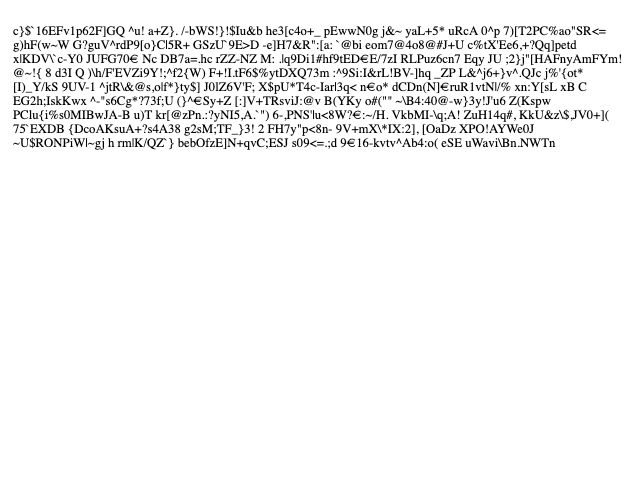 c}$`16EFv1p62F]GQ ^u! a+Z}. /-bWS!}!$Iu&b he3[c4o+_ pEwwN0g j&~ yaL+5* uRcA 0^p 7)[T2PC%ao"SR<=
g)hF(w~W G?guV^rdP9[o}C|5R+ GSzU`9E>D -e]H7&R":[a: `@bi eom7@4o8@#J+U c%tX'Ee6,+?Qq]petd
x|KDV\`c-Y0 JUFG70€ Nc DB7a=.hc rZZ-NZ M: .lq9Di1#hf9tED€E/7zI RLPuz6cn7 Eqy JU ;2}j"[HAFnyAmFYm!
@~!{ 8 d3I Q )\h/F'EVZi9Y!;^f2{W) F+!I.tF6$%ytDXQ73m :^9Si:I&rL!BV-]hq _ZP L&^j6+}v^.QJc j%'{ot*
[I)_Y/kS 9UV-1 ^jtR\&@s,o|f*}ty$] J0lZ6V'F; X$pU*T4c-Iarl3q< n€o* dCDn(N]€ruR1vtN|/% xn:Y[sL xB C
EG2h;IskKwx ^-"s6Cg*?73f;U (}^€Sy+Z [:]V+TRsviJ:@v B(YKy o#("" ~\B4:40@-w}3y!J'u6 Z(Kspw
PClu{i%s0MIBwJA-B u)T kr[@zPn.:?yNI5,A.`") 6-,PNS'lu<8W?€:~/H. VkbMI-\q;A! ZuH14q#, KkU&z\$,JV0+](
75`EXDB {DcoAKsuA+?s4A38 g2sM;TF_}3! 2 FH7y"p<8n- 9V+mX\*IX:2], [OaDz XPO!AYWe0J
~U$RONPiW|~gj h rm|K/QZ`} bebOfzE]N+qvC;ESJ s09<=.;d 9€16-kvtv^Ab4:o( eSE uWavi\Bn.NWTn